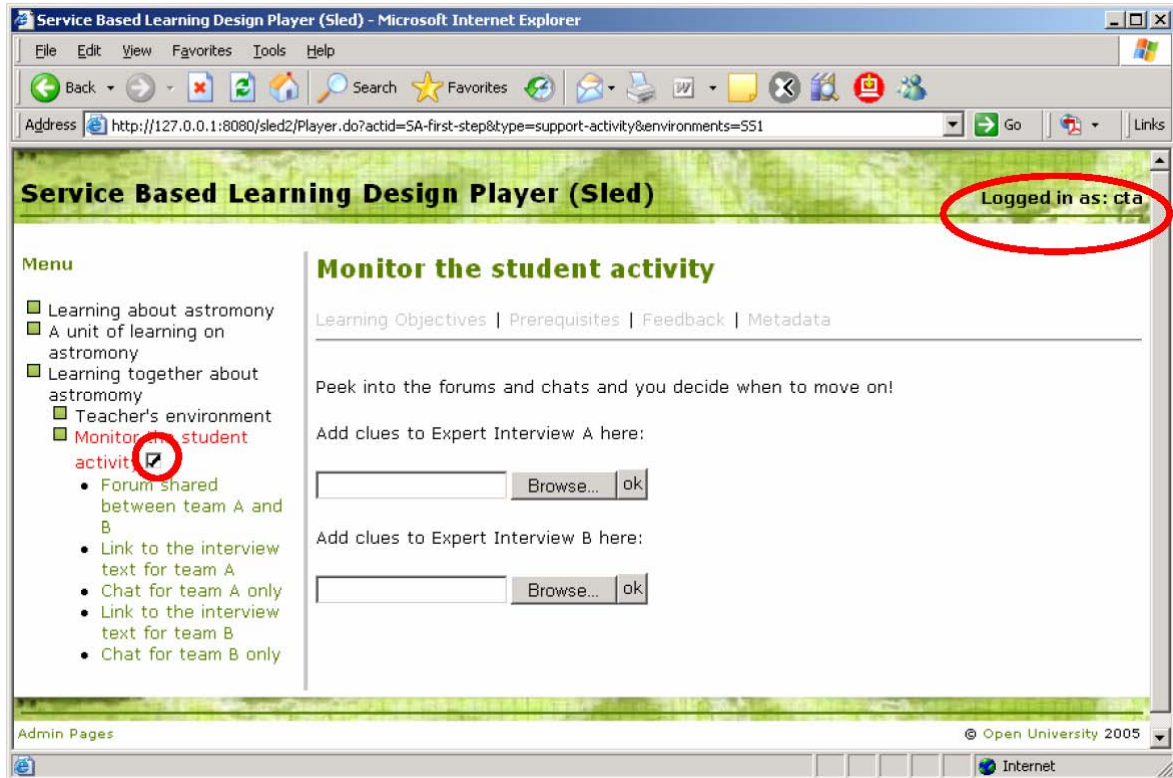 Service Based Learning Design Player (Sled) - Microsoft Internet Explorer
File Edit View Favorites Tools Help
Back Search Favorites
Address http://127.0.0.1:8080/sled2/Player.do?actid=SA-first-step&type=support-activity&environments=SS1 Go Links
Service Based Learning Design Player (Sled)
Logged in as: cta
Menu
Learning about astromony
A unit of learning on
astromony
Learning together about
astromomy
Teacher's environment
Monitor the student
activity
Forum shared
between team A and
B
Link to the interview
text for team A
Chat for team A only
Link to the interview
text for team B
Chat for team B only
Monitor the student activity
Learning Objectives | Prerequisites | Feedback | Metadata
Peek into the forums and chats and you decide when to move on!
Add clues to Expert Interview A here:
Browse... ok
Add clues to Expert Interview B here:
Browse... ok
Admin Pages
© Open University 2005
Internet